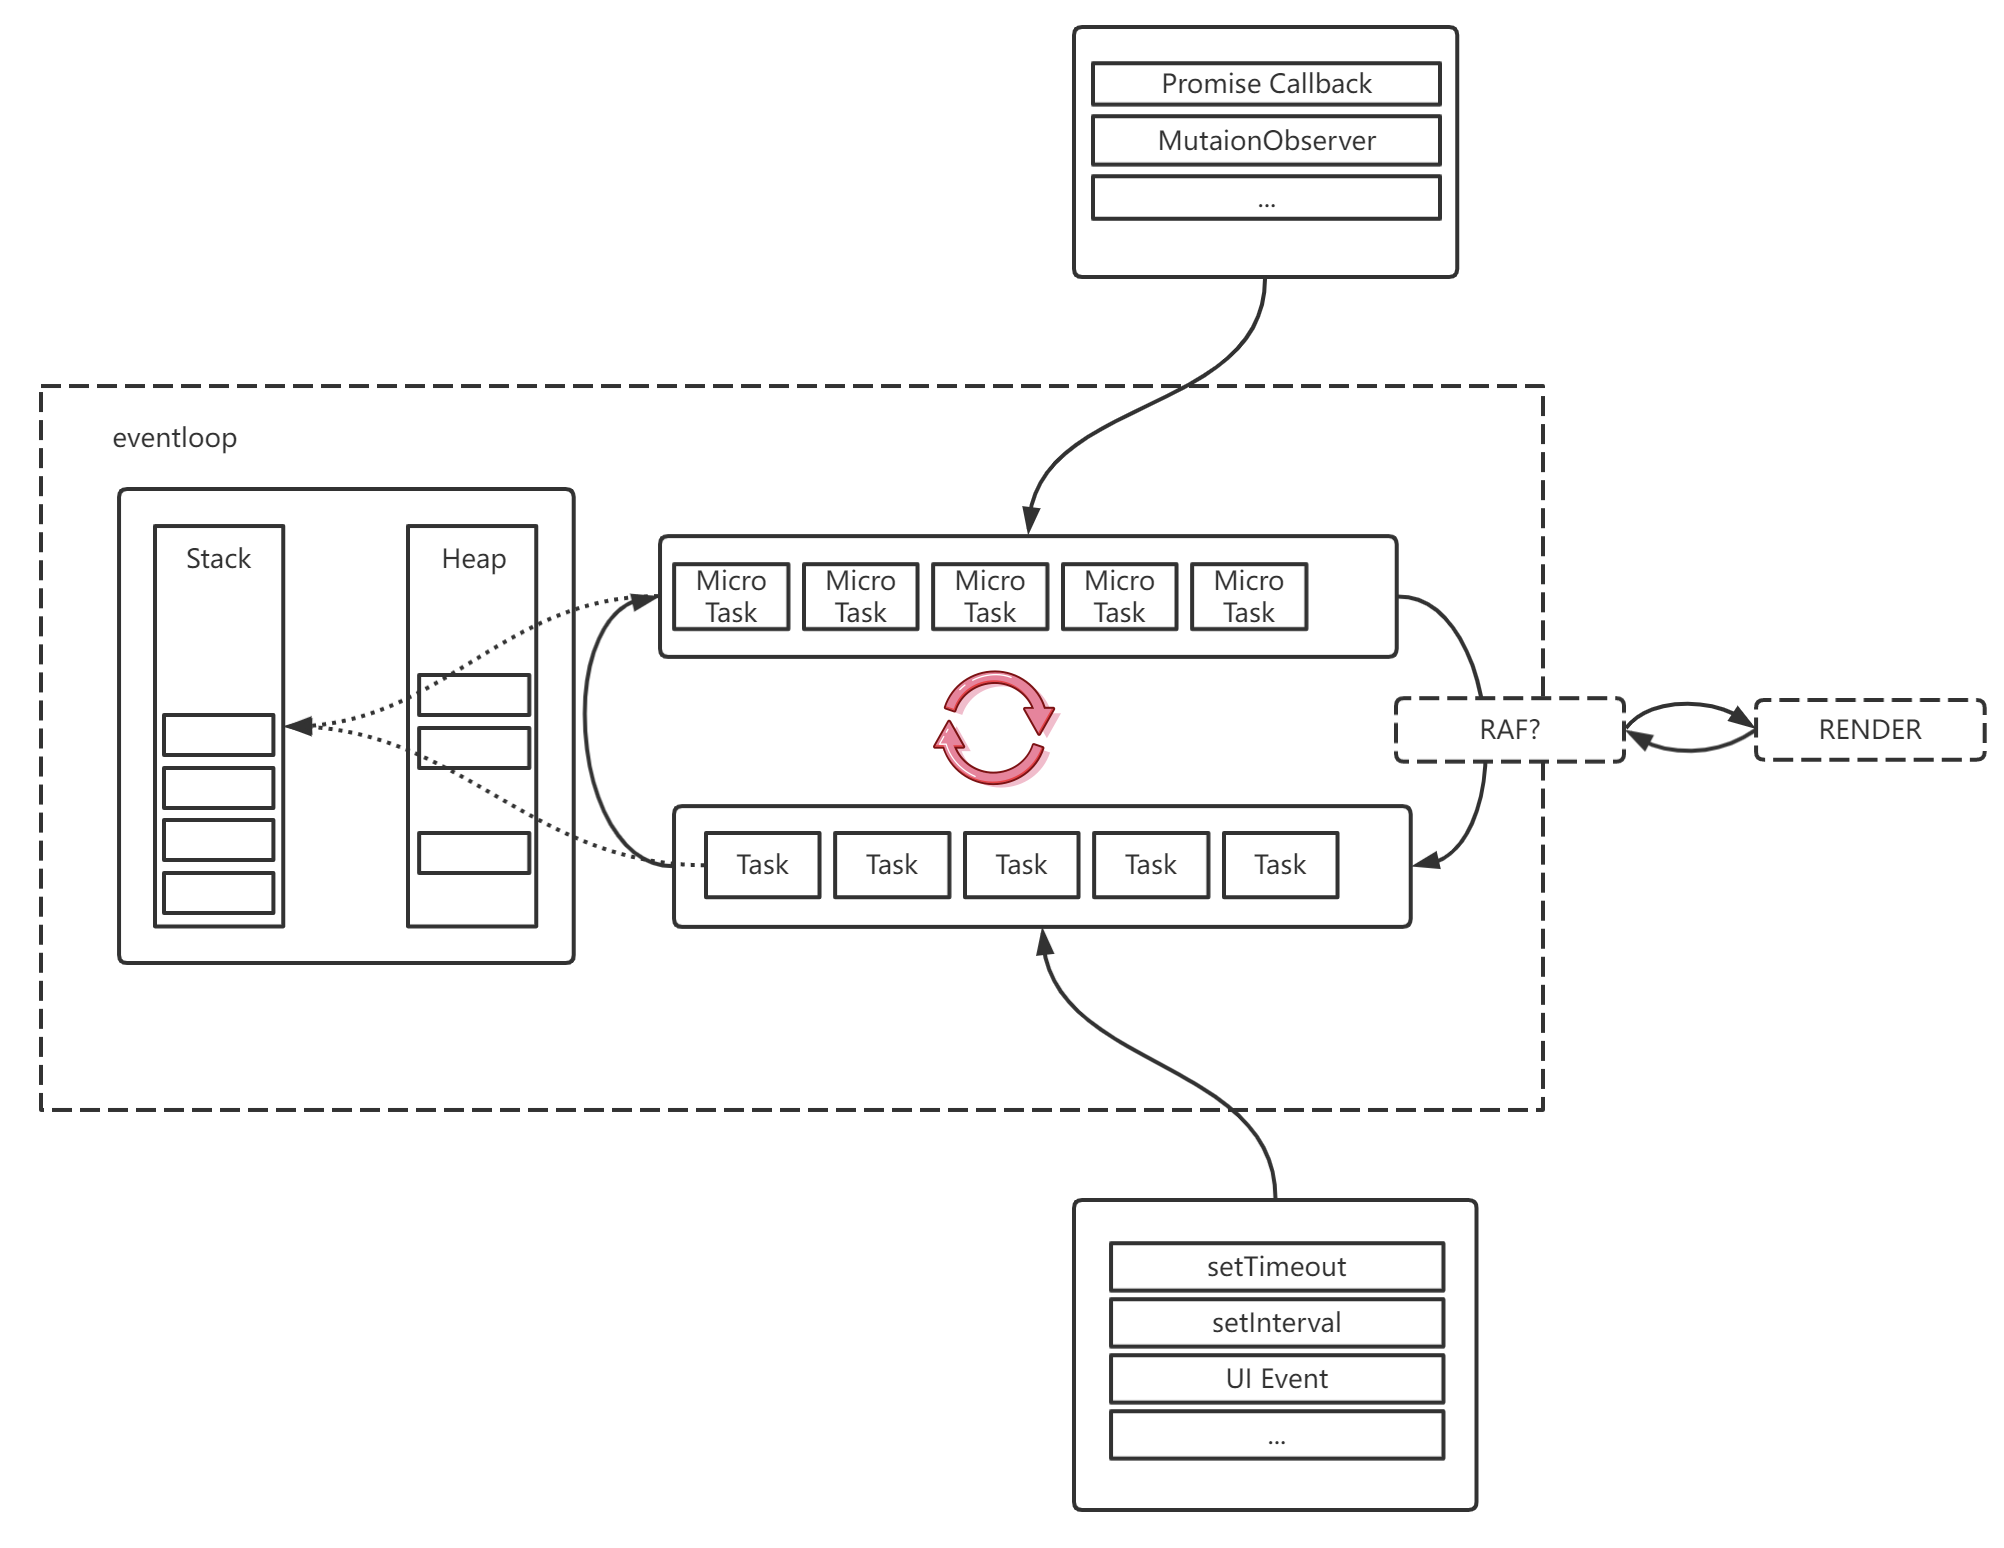 Promise Callback
MutaionObserver
...
eventloop
Stack
Heap
Micro
Task
Micro
Task
Micro
Task
Micro
Task
Micro
Task
RAF?
RENDER
Task
Task
Task
Task
Task
setTimeout
setInterval
UI Event
...